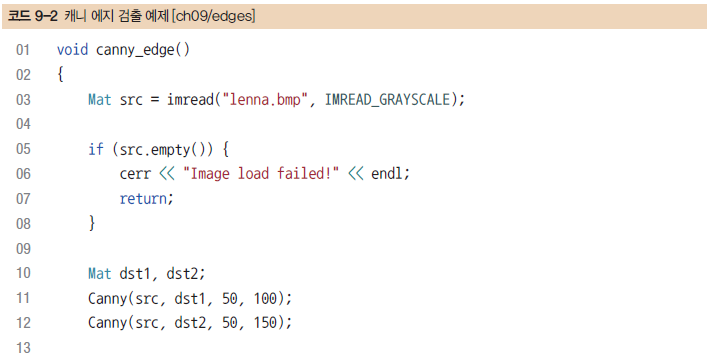 코드 9-2 캐니 에지 검출 예제 [ch09/edges]
01 void canny_edge()
02 {
03 Mat src = imread("lenna.bmp", IMREAD_GRAYSCALE);
04
05 if (src.empty()) {
06 cerr << "Image load failed!" << endl;
07 return;
08 }
09
10 Mat dst1, dst2;
11 Canny(src, dst1, 50, 100);
12 Canny(src, dst2, 50, 150);
13